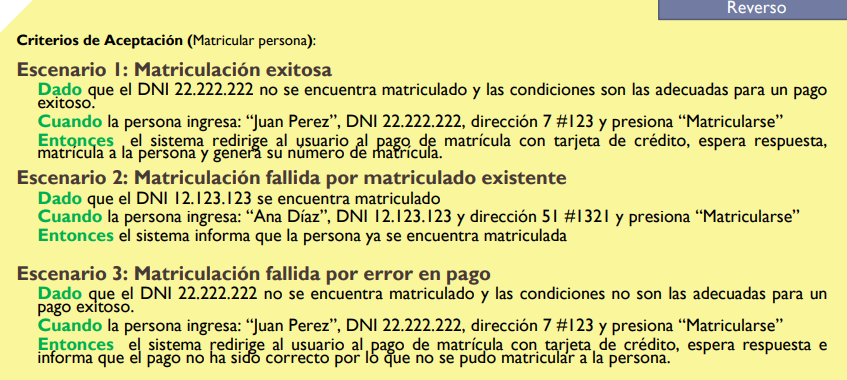 Reverso
Criterios de Aceptación (Matricular persona):
Escenario 1: Matriculación exitosa
Dado que el DNI 22.222.222 no se encuentra matriculado y las condiciones son las adecuadas para un pago
exitoso.
Cuando la persona ingresa: “Juan Perez”, DNI 22.222.222, dirección 7 #123 y presiona “Matricularse”
Entonces el sistema redirige al usuario al pago de matrícula con tarjeta de crédito, espera respuesta,
matrícula a la persona y genera su número de matrícula.
Escenario 2: Matriculación fallida por matriculado existente
Dado que el DNI 12.123.123 se encuentra matriculado
Cuando la persona ingresa: “Ana Díaz”, DNI 12.123.123 y dirección 51 #1321 y presiona “Matricularse”
Entonces el sistema informa que la persona ya se encuentra matriculada
Escenario 3: Matriculación fallida por error en pago
Dado que el DNI 22.222.222 no se encuentra matriculado y las condiciones no son las adecuadas para un
pago exitoso.
Cuando la persona ingresa: “Juan Perez”, DNI 22.222.222, dirección 7 #123 y presiona “Matricularse”
Entonces el sistema redirige al usuario al pago de matrícula con tarjeta de crédito, espera respuesta e
informa que el pago no ha sido correcto por lo que no se pudo matricular a la persona.